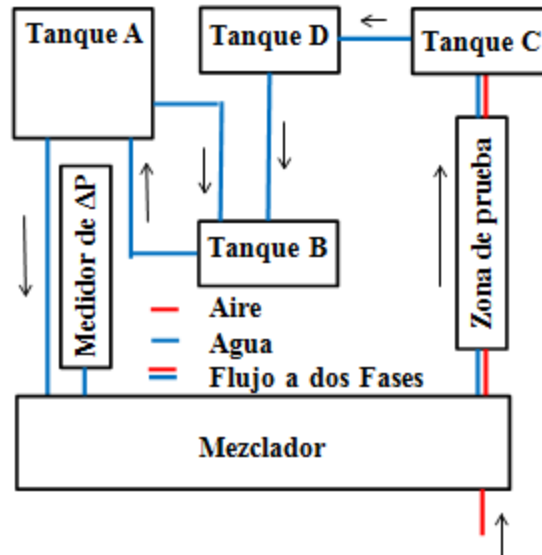 Tanque A
Tanque D
Tanque C
Medidor de ΔP
Tanque B
Zona de prueba
Aire
Agua
Flujo a dos Fases
Mezclador